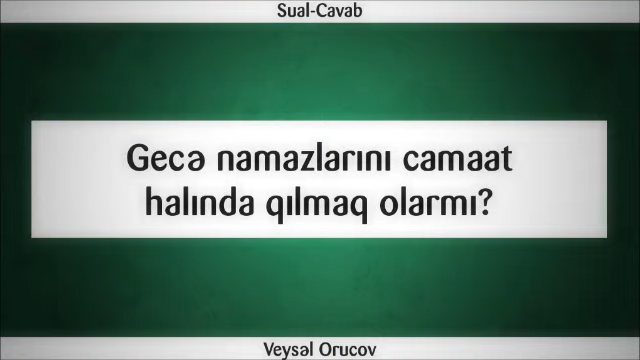 Sual-Cavab
Gecə namazlarını camaat
halında qılmaq olarmı?
Veysəl Orucov